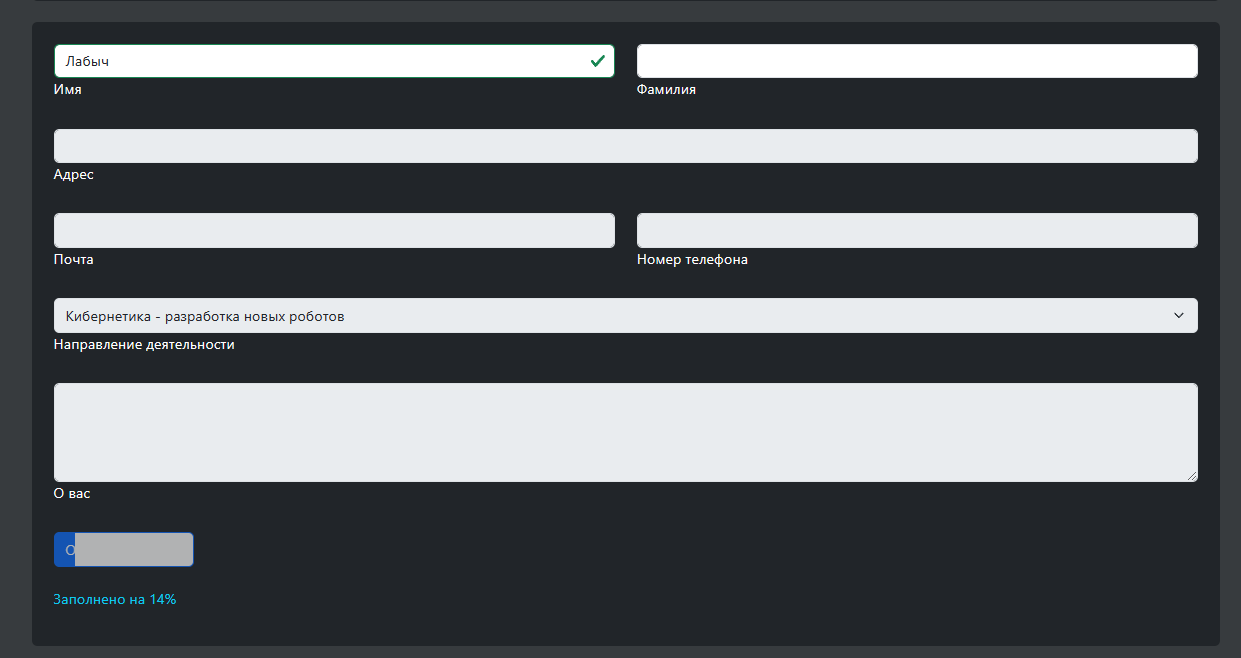 Лабыч
Имя
Фамилия
Адрес
Почта
Номер телефона
Кибернетика - разработка новых роботов
Направление деятельности
О вас
Заполнено на 14%